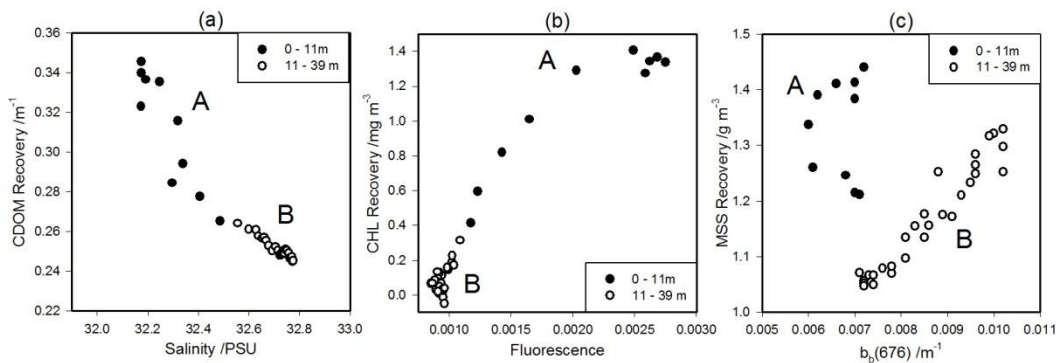 (a)
CDOM Recovery /m⁻¹
0.36
0.34
0.32
0.30
0.28
0.26
0.24
0.22
0 - 11m
11 - 39 m
A
B
32.0 32.2 32.4 32.6 32.8 33.0
Salinity /PSU
(b)
CHL Recovery /mg m⁻³
1.4
1.2
1.0
0.8
0.6
0.4
0.2
0.0
A
B
0 - 11m
11 - 39 m
0.0010 0.0015 0.0020 0.0025 0.0030
Fluorescence
(c)
MSS Recovery /g m⁻³
1.5
1.4
1.3
1.2
1.1
1.0
0 - 11m
11 - 39 m
A
B
0.005 0.006 0.007 0.008 0.009 0.010 0.011
b_b(676) /m⁻¹